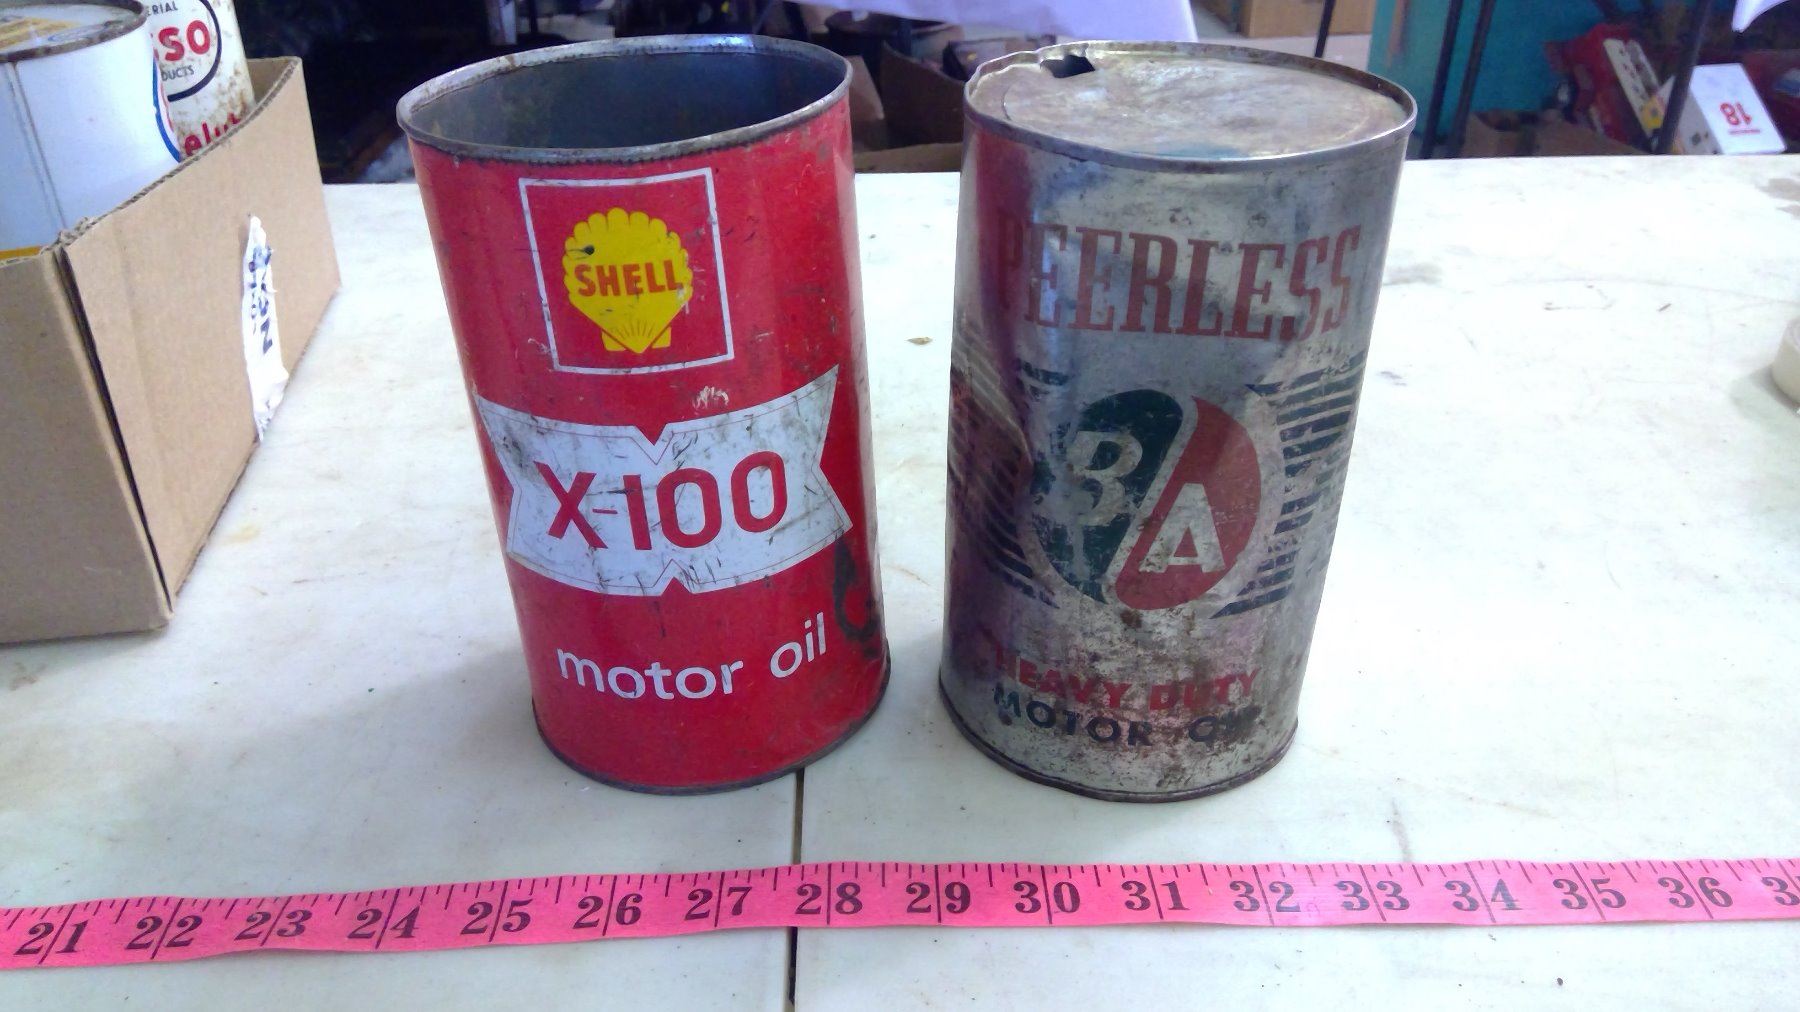 SHELL
X-100
motor oil
PEERLESS
BA
HEAVY DUTY
MOTOR OIL
21 22 23 24 25 26 27 28 29 30 31 32 33 34 35 36
18